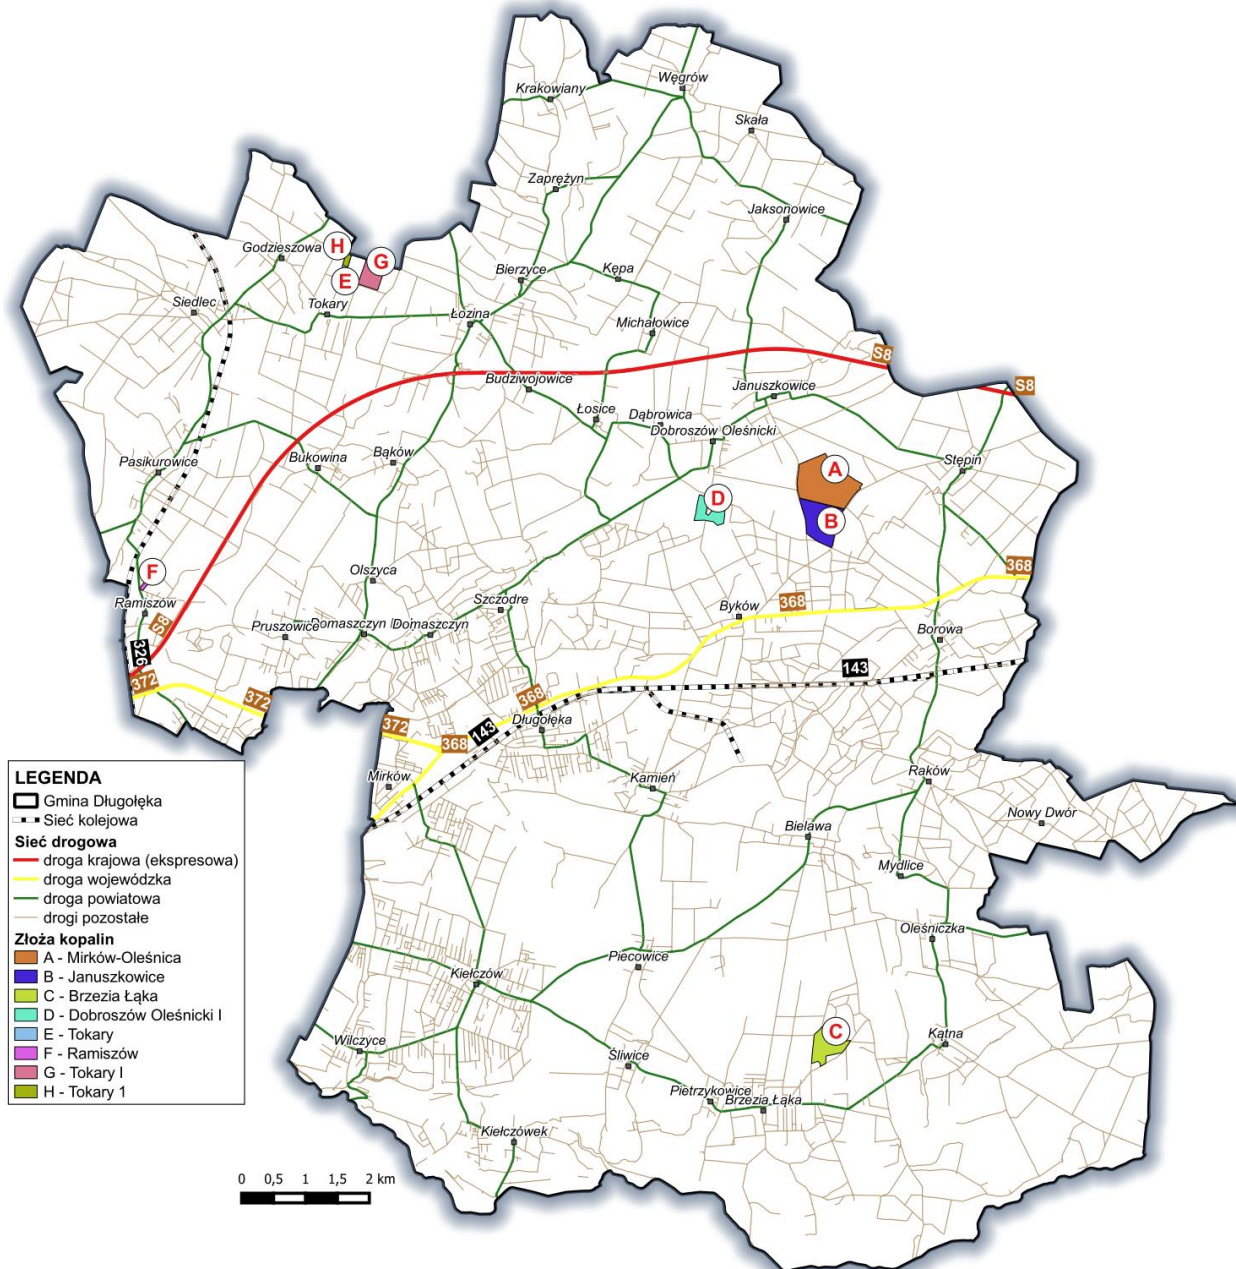 Węgrów
Krakowiany
Skała
Zaprężyn
Jaksonowice
H
Godzieszowa
G
E
Bierzyce
Kępa
Siedlec
Tokary
Łozina
Michałowice
S8
Budziwojowice
Januszkowice
S8
Łosice
Dąbrowica
Dobroszów Oleśnicki
Bukowina
Bąków
Pasikurowice
Stępin
A
D
B
F
Olszyca
368
Ramiszów
Szczodre
368
Byków
S8
Pruszowice
Domaszczyn
Domaszczyn
Borowa
326
143
372
372
368
Długołęka
372
368
143
Mirków
Kamień
Raków
Nowy Dwór
Bielawa
Mydlice
Oleśniczka
Piecowice
Kiełczów
C
Wilczyce
Śliwice
Kątna
Pietrzykowice
Brzezia Łąka
Kiełczówek
LEGENDA
Gmina Długołęka
Sieć kolejowa
Sieć drogowa
droga krajowa (ekspresowa)
droga wojewódzka
droga powiatowa
drogi pozostałe
Złoża kopalin
A - Mirków-Oleśnica
B - Januszkowice
C - Brzezia Łąka
D - Dobroszów Oleśnicki I
E - Tokary
F - Ramiszów
G - Tokary I
H - Tokary 1
0 0,5 1 1,5 2 km